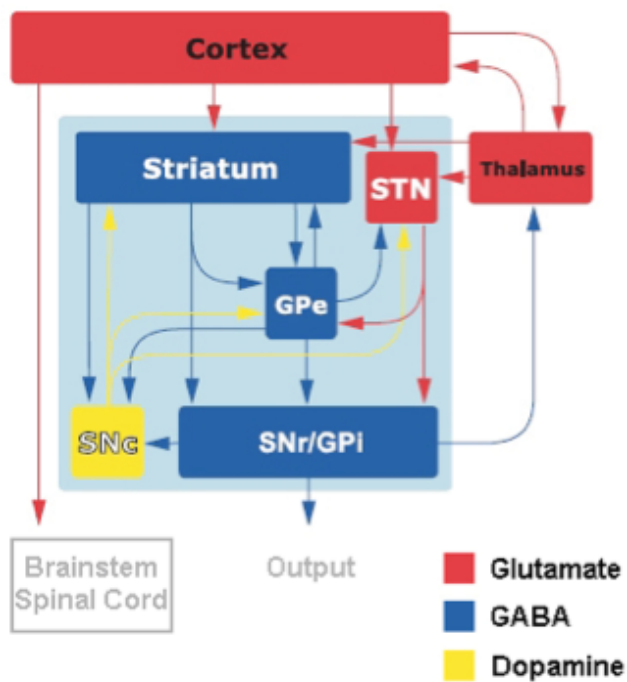 Cortex
Striatum
STN
Thalamus
GPe
SNc
SNr/GPi
Brainstem
Spinal Cord
Output
Glutamate
GABA
Dopamine